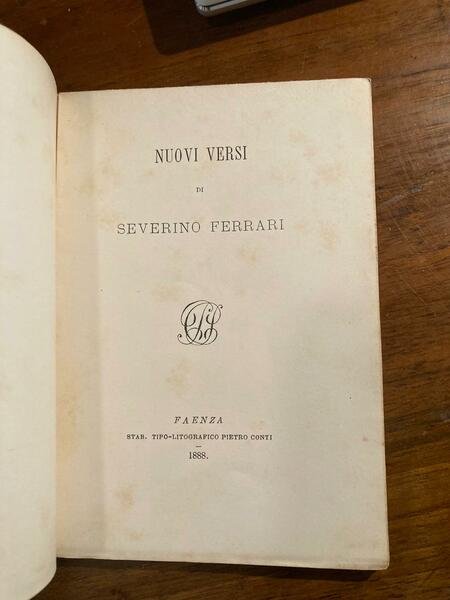 NUOVI VERSI
DI
SEVERINO FERRARI
FAENZA
STAB. TIPO-LITOGRAFICO PIETRO CONTI
1888.